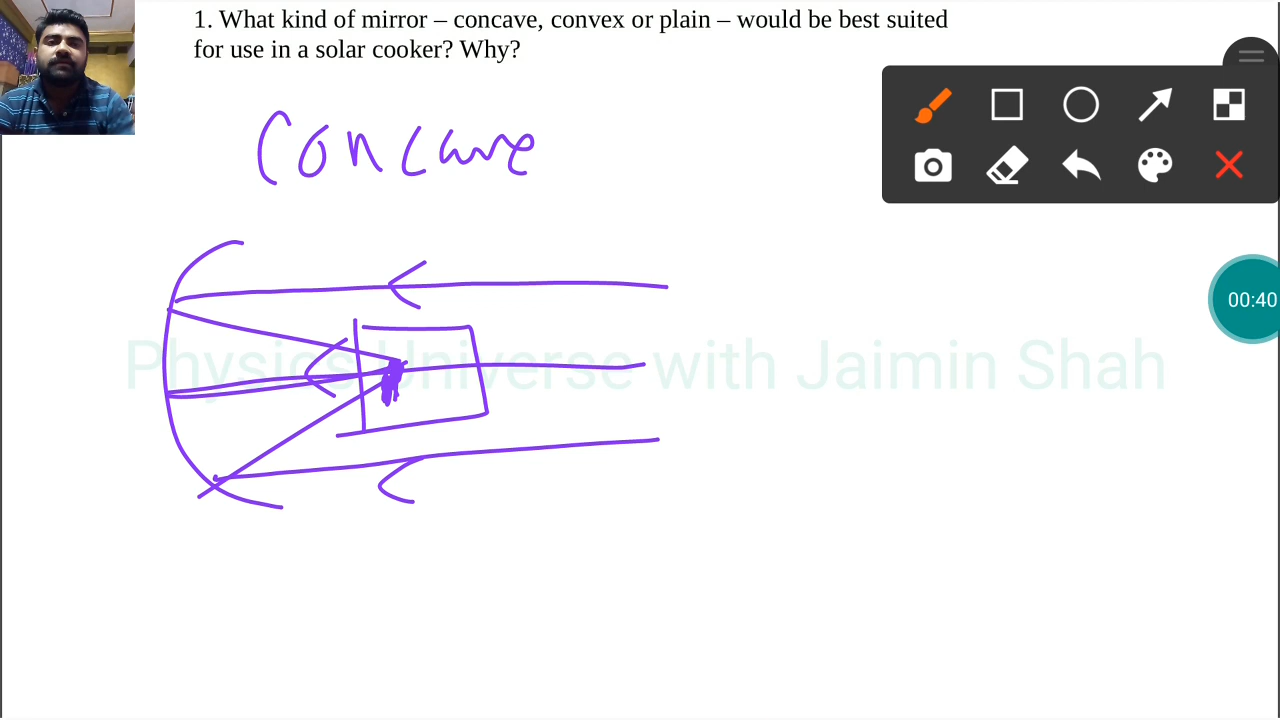 1. What kind of mirror – concave, convex or plain – would be best suited
for use in a solar cooker? Why?
Concave
00:40
Physics Universe with Jaimin Shah